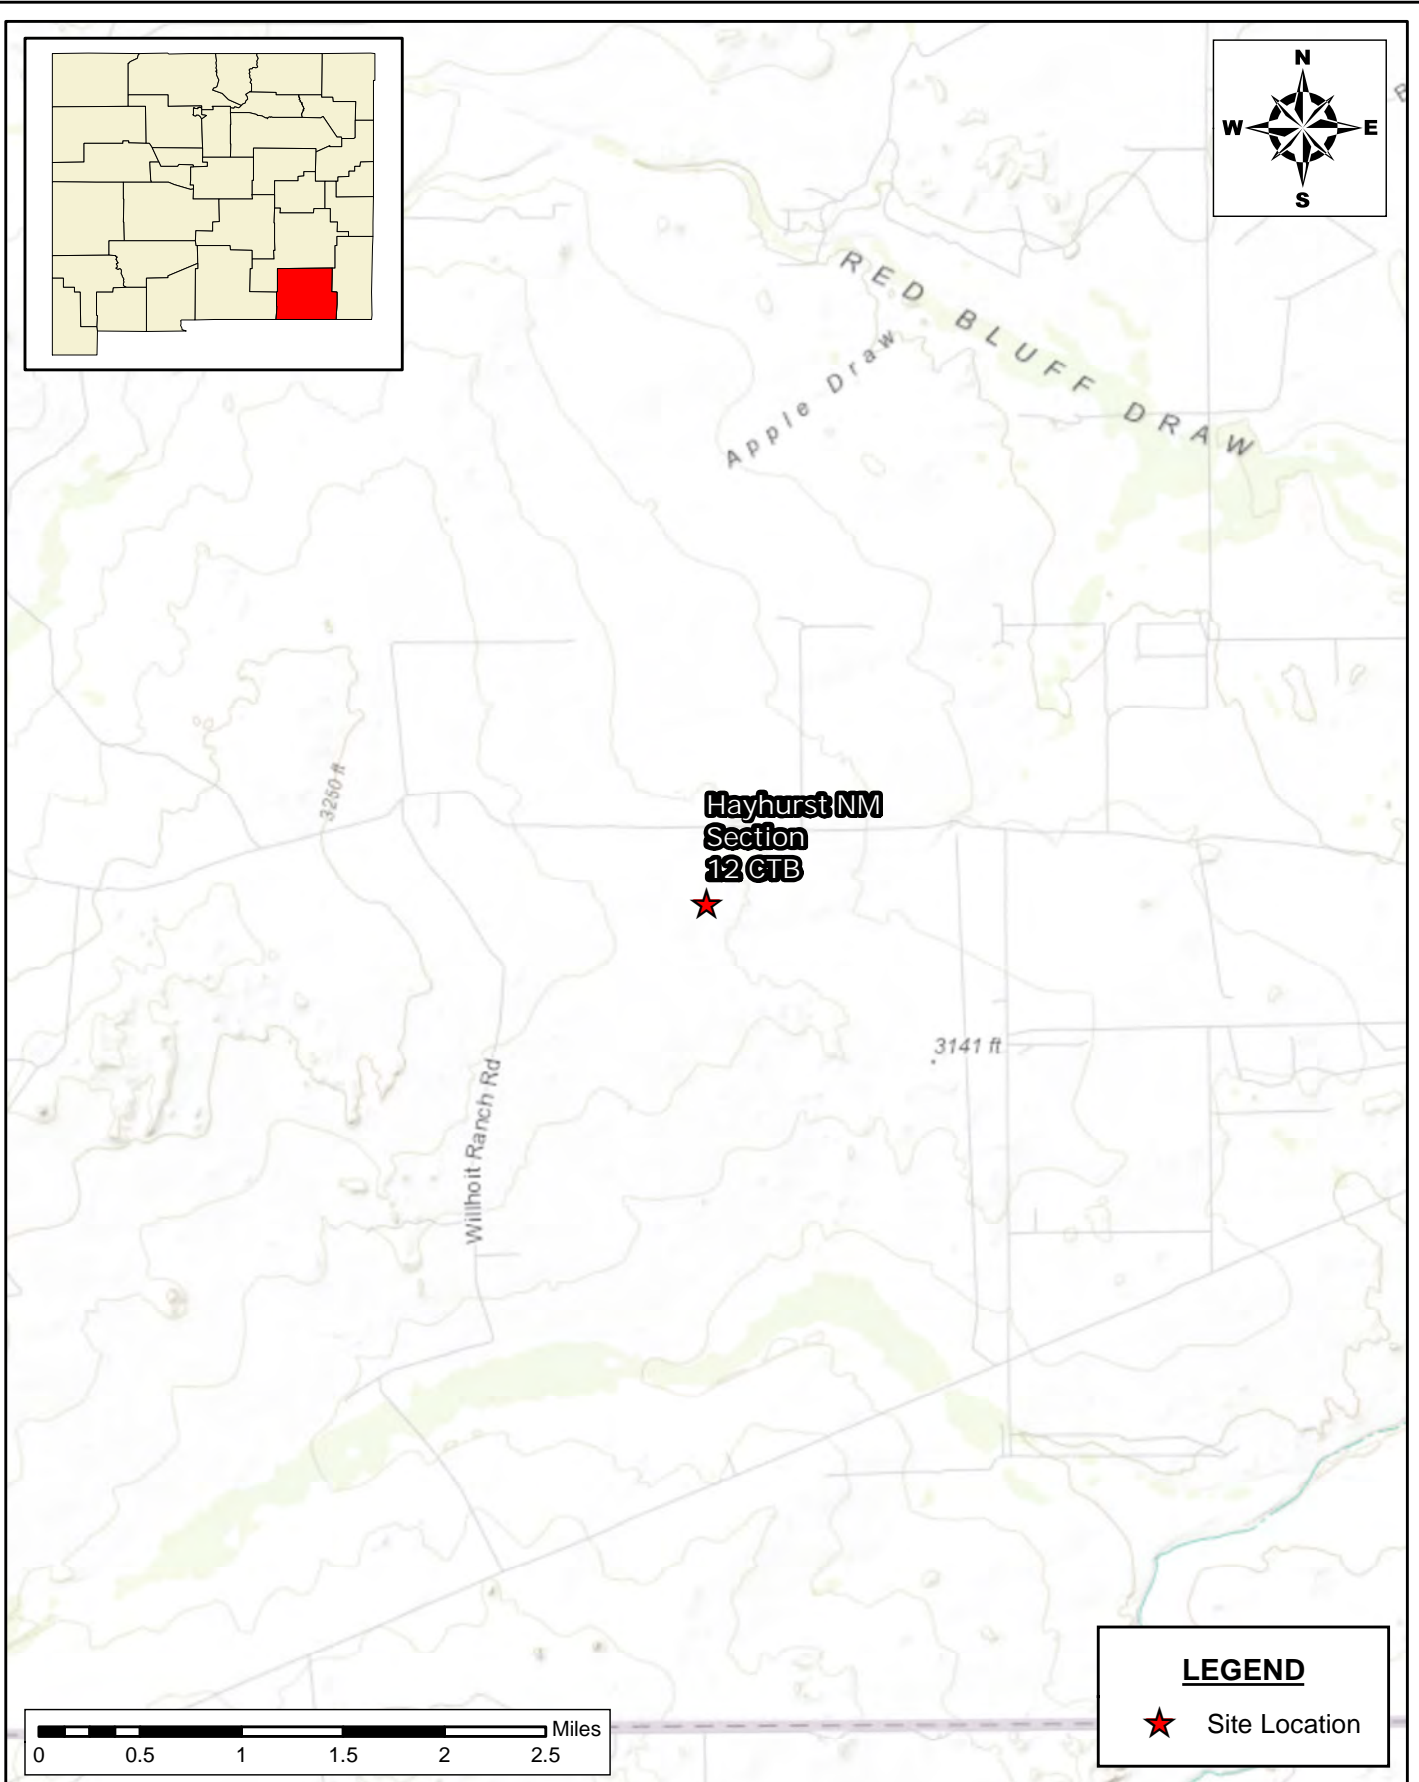 N
W E
S
RED BLUFF DRAW
Apple Draw
3250 ft
Hayhurst NM
Section
12 CTB
3141 ft
Willhoit Ranch Rd
LEGEND
Site Location
Miles
0 0.5 1 1.5 2 2.5